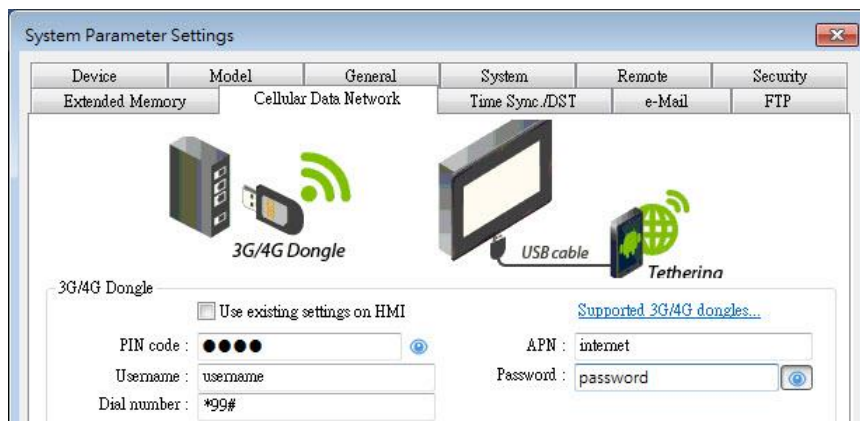 System Parameter Settings
Device Model General System Remote Security
Extended Memory Cellular Data Network Time Sync./DST e-Mail FTP
3G/4G Dongle
USB cable
Tethering
3G/4G Dongle
Use existing settings on HMI Supported 3G/4G dongles...
PIN code : ●●●● APN : internet
Username : username Password : password
Dial number : *99#